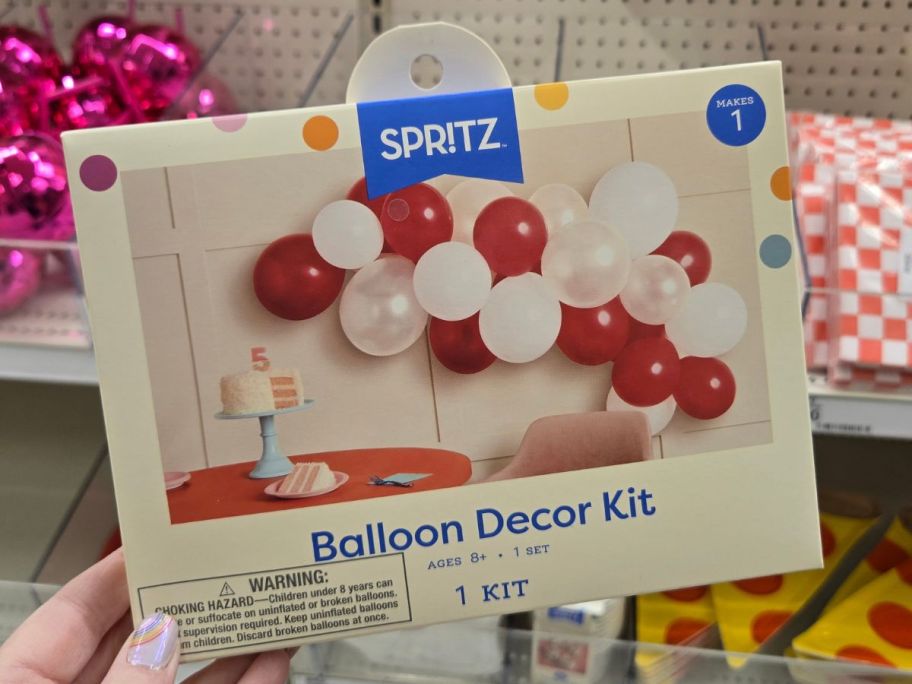 SPR!TZ
MAKES
1
5
Balloon Decor Kit
AGES 8+ • 1 SET
1 KIT
WARNING:
CHOKING HAZARD—Children under 8 years can
or suffocate on uninflated or broken balloons.
supervision required. Keep uninflated balloons
children. Discard broken balloons at once.